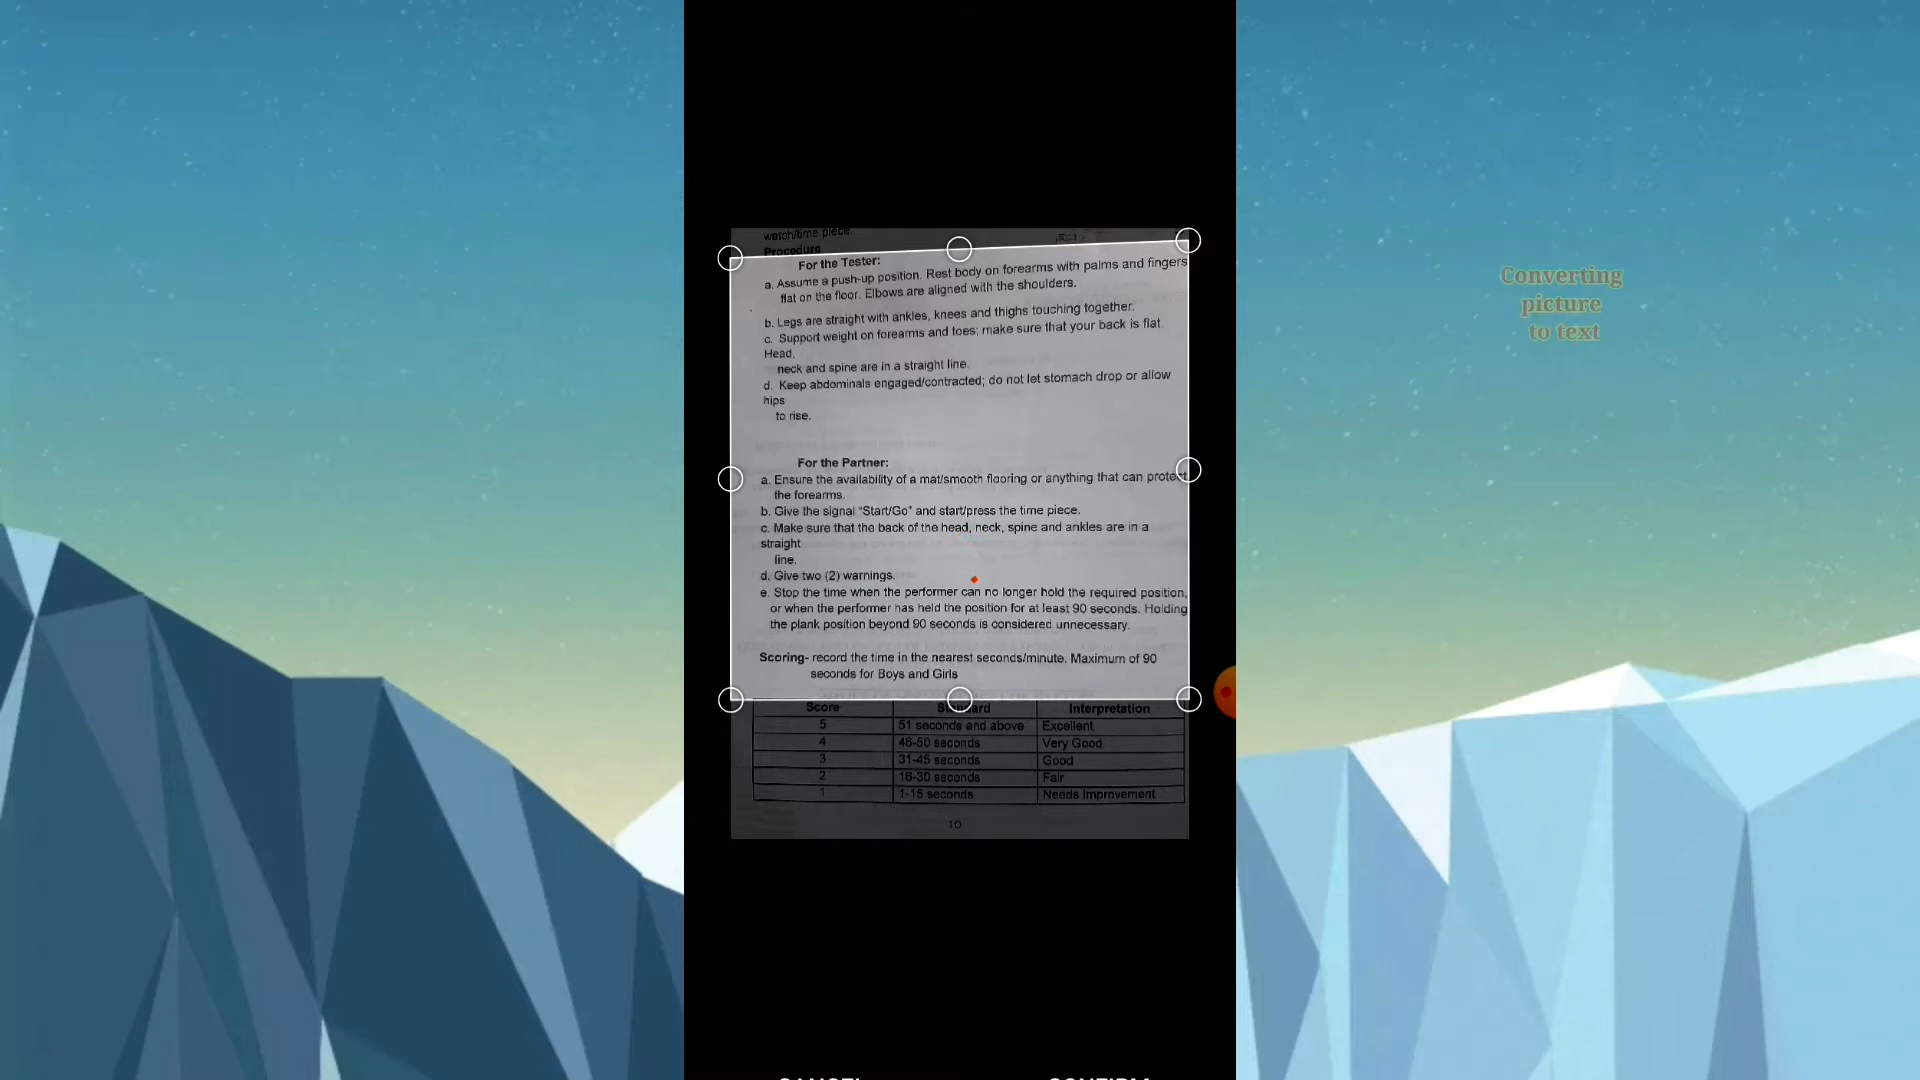 watch/time piece.
Procedure
For the Tester:
a. Assume a push-up position. Rest body on forearms with palms and fingers
flat on the floor. Elbows are aligned with the shoulders.
b. Legs are straight with ankles, knees and thighs touching together.
c. Support weight on forearms and toes; make sure that your back is flat.
Head,
neck and spine are in a straight line.
d. Keep abdominals engaged/contracted; do not let stomach drop or allow
hips
to rise.
For the Partner:
a. Ensure the availability of a mat/smooth flooring or anything that can protect
the forearms.
b. Give the signal “Start/Go” and start/press the time piece.
c. Make sure that the back of the head, neck, spine and ankles are in a
straight
line.
d. Give two (2) warnings.
e. Stop the time when the performer can no longer hold the required position,
or when the performer has held the position for at least 90 seconds. Holding
the plank position beyond 90 seconds is considered unnecessary.
Scoring- record the time in the nearest seconds/minute. Maximum of 90
seconds for Boys and Girls
Score Standard Interpretation
5 51 seconds and above Excellent
4 46-50 seconds Very Good
3 31-45 seconds Good
2 16-30 seconds Fair
1 1-15 seconds Needs Improvement
10
CANCEL CONFIRM
Converting
picture
to text